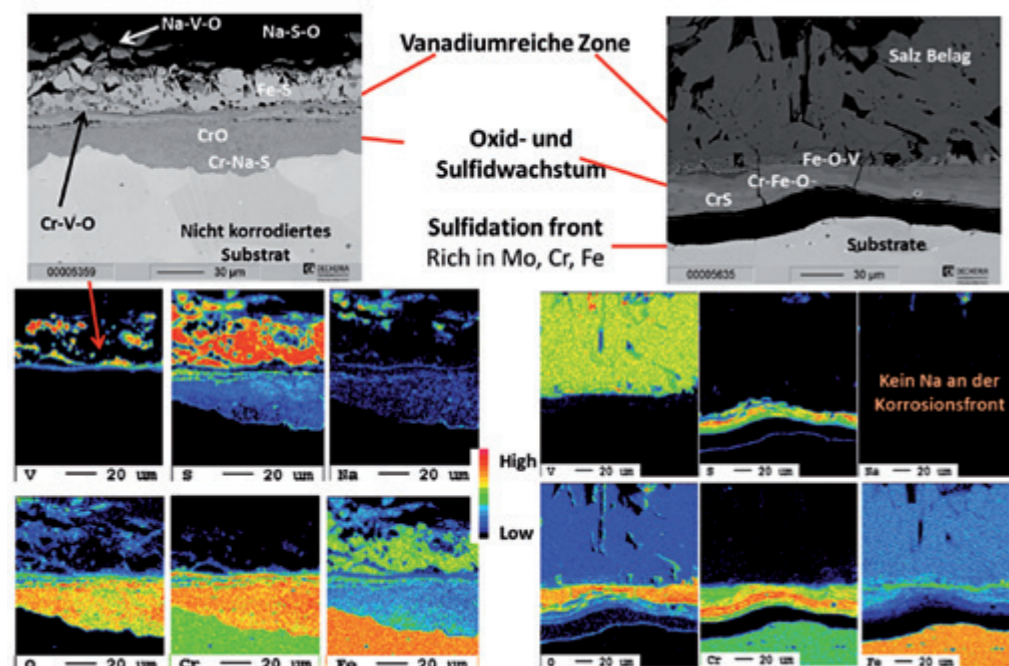 Na-V-O
Na-S-O
Fe-S
CrO
Cr-Na-S
Cr-V-O
Nicht korrodiertes
Substrat
00005359
30 µm
DECHEMA
Vanadiumreiche Zone
Oxid- und
Sulfidwachstum
Sulfidation front
Rich in Mo, Cr, Fe
Salz Belag
Fe-O-V
Cr-Fe-O-
CrS
Substrate
00005635
30 µm
DECHEMA
V 20 um
S 20 um
Na 20 um
O 20 um
Cr 20 um
Fe 20 um
High
Low
Kein Na an der
Korrosionsfront
V 20 um
S 20 um
Na 20 um
O 20 um
Cr 20 um
Fe 20 um